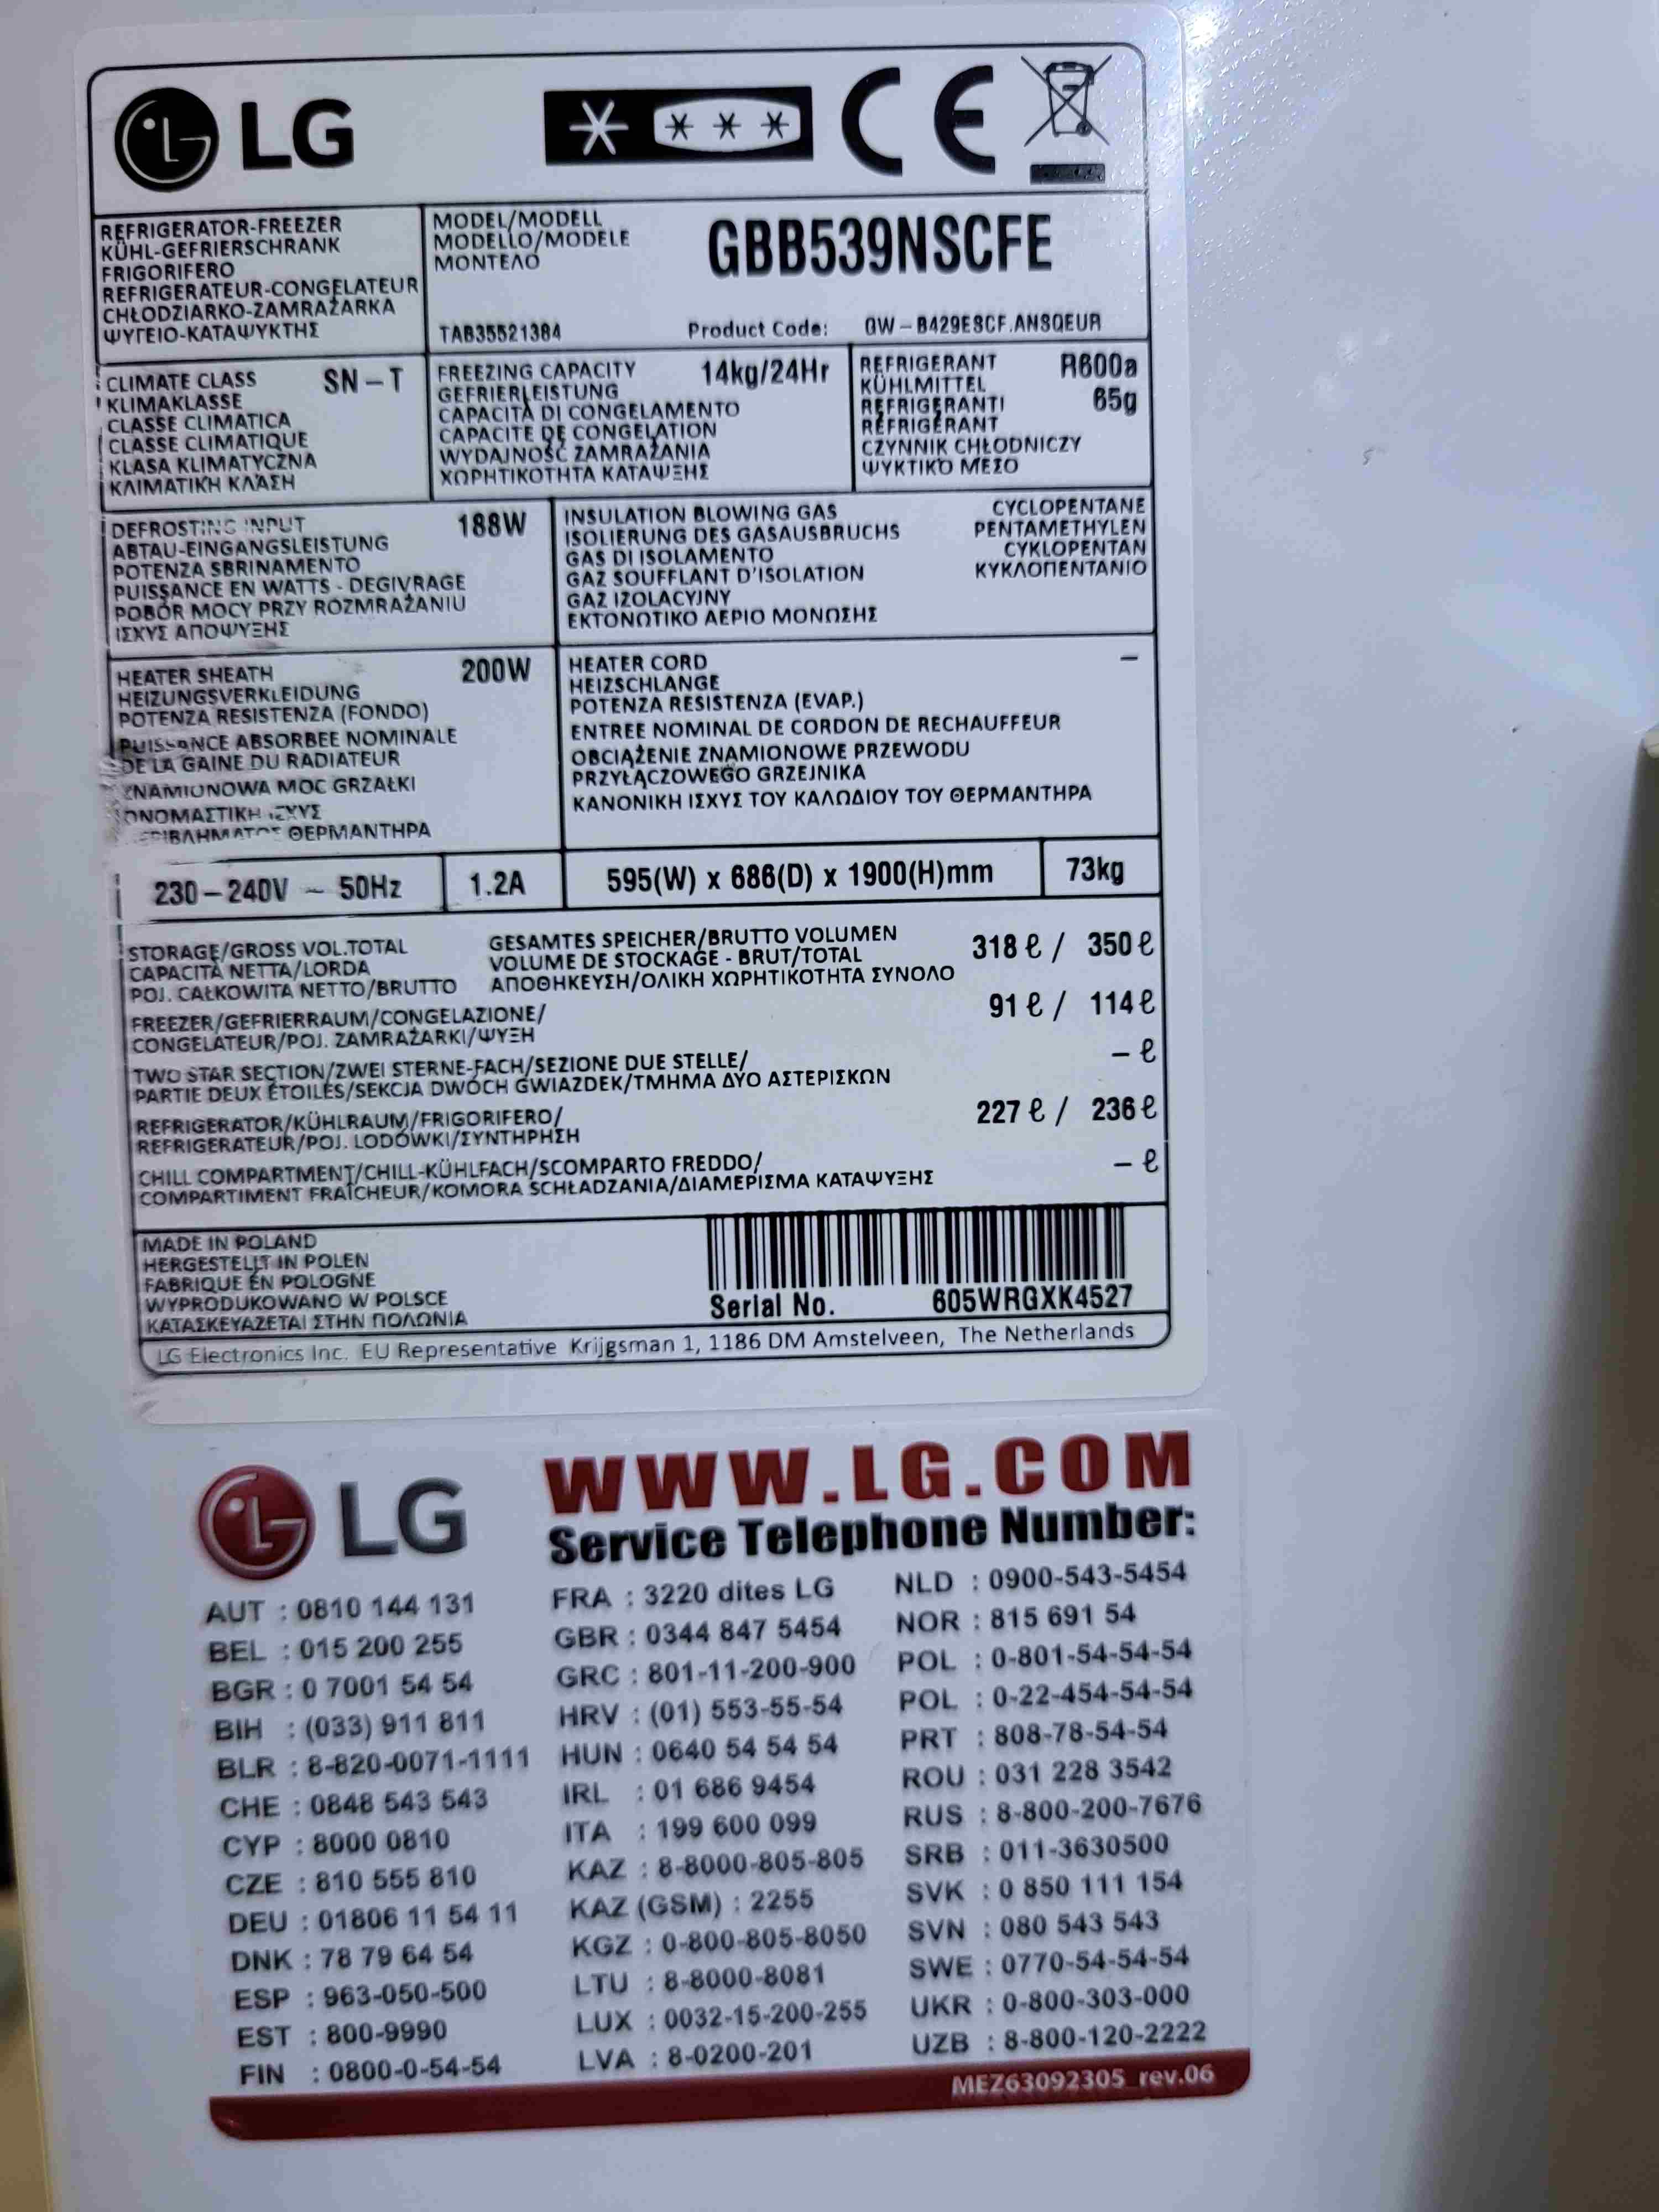 LG
CE
REFRIGERATOR-FREEZER
KÜHL-GEFRIERSCHRANK
FRIGORIFERO
REFRIGERATEUR-CONGELATEUR
CHŁODZIARKO-ZAMRAŻARKA
ΨΥΓΕΙΟ-ΚΑΤΑΨΥΚΤΗΣ
MODEL/MODELL
MODELLO/MODELE
ΜΟΝΤΕΛΟ
GBB539NSCFE
TAB35521384 Product Code: GW-B429ESCF.ANSQEUR
CLIMATE CLASS SN-T
KLIMAKLASSE
CLASSE CLIMATICA
CLASSE CLIMATIQUE
KLASA KLIMATYCZNA
ΚΛΙΜΑΤΙΚΗ ΚΛΑΣΗ
FREEZING CAPACITY 14kg/24Hr
GEFRIERLEISTUNG
CAPACITÀ DI CONGELAMENTO
CAPACITE DE CONGELATION
WYDAJNOŚĆ ZAMRAŻANIA
ΧΩΡΗΤΙΚΟΤΗΤΑ ΚΑΤΑΨΞΗΣ
REFRIGERANT R600a
KÜHLMITTEL 65g
REFRIGERANTI
REFRIGERANT
CZYNNIK CHŁODNICZY
ΨΥΚΤΙΚΟ ΜΕΣΟ
DEFROSTING INPUT 188W
ABTAU-EINGANGSLEISTUNG
POTENZA SBRINAMENTO
PUISSANCE EN WATTS - DEGIVRAGE
POBÓR MOCY PRZY ROZMRAŻANIU
ΙΣΧΥΣ ΑΠΟΨΥΞΗΣ
INSULATION BLOWING GAS CYCLOPENTANE
ISOLIERUNG DES GASAUSBRUCHS PENTAMETHYLEN
GAS DI ISOLAMENTO CYKLOPENTAN
GAZ SOUFFLANT D'ISOLATION ΚΥΚΛΟΠΕΝΤΑΝΙΟ
GAZ IZOLACYJNY
ΕΚΤΟΝΩΤΙΚΟ ΑΕΡΙΟ ΜΟΝΩΣΗΣ
HEATER SHEATH 200W
HEIZUNGSVERKLEIDUNG
POTENZA RESISTENZA (FONDO)
PUISSANCE ABSORBEE NOMINALE
DE LA GAINE DU RADIATEUR
ZNAMIONOWA MOC GRZAŁKI
ΟΝΟΜΑΣΤΙΚΗ ΙΣΧΥΣ
ΘΕΡΜΑΝΤΗΡΑ
HEATER CORD –
HEIZSCHLANGE
POTENZA RESISTENZA (EVAP.)
ENTREE NOMINAL DE CORDON DE RECHAUFFEUR
OBCIĄŻENIE ZNAMIONOWE PRZEWODU
PRZYŁĄCZOWEGO GRZEJNIKA
ΚΑΝΟΝΙΚΗ ΙΣΧΥΣ ΤΟΥ ΚΑΛΩΔΙΟΥ ΤΟΥ ΘΕΡΜΑΝΤΗΡΑ
230-240V ~ 50Hz 1.2A 595(W) x 686(D) x 1900(H)mm 73kg
STORAGE/GROSS VOL.TOTAL GESAMTES SPEICHER/BRUTTO VOLUMEN 318 ℓ / 350 ℓ
CAPACITÀ NETTA/LORDA VOLUME DE STOCKAGE - BRUT/TOTAL
POJ. CAŁKOWITA NETTO/BRUTTO ΑΠΟΘΗΚΕΥΣΗ/ΟΛΙΚΗ ΧΩΡΗΤΙΚΟΤΗΤΑ ΣΥΝΟΛΟ
FREEZER/GEFRIERRAUM/CONGELAZIONE/ 91 ℓ / 114 ℓ
CONGELATEUR/POJ. ZAMRAŻARKI/ΨΥΞΗ
TWO STAR SECTION/ZWEI STERNE-FACH/SEZIONE DUE STELLE/ – ℓ
PARTIE DEUX ÉTOILES/SEKCJA DWÓCH GWIAZDEK/ΤΜΗΜΑ ΔΥΟ ΑΣΤΕΡΙΣΚΩΝ
REFRIGERATOR/KÜHLRAUM/FRIGORIFERO/ 227 ℓ / 236 ℓ
REFRIGERATEUR/POJ. LODÓWKI/ΣΥΝΤΗΡΗΣΗ
CHILL COMPARTMENT/CHILL-KÜHLFACH/SCOMPARTO FREDDO/ – ℓ
COMPARTIMENT FRAÎCHEUR/KOMORA SCHŁADZANIA/ΔΙΑΜΕΡΙΣΜΑ ΚΑΤΑΨΥΞΗΣ
MADE IN POLAND
HERGESTELLT IN POLEN
FABRIQUE EN POLOGNE
WYPRODUKOWANO W POLSCE
ΚΑΤΑΣΚΕΥΑΖΕΤΑΙ ΣΤΗΝ ΠΟΛΩΝΙΑ
Serial No. 605WRGXK4527
LG Electronics Inc. EU Representative Krijgsman 1, 1186 DM Amstelveen, The Netherlands
LG
WWW.LG.COM
Service Telephone Number:
AUT : 0810 144 131
BEL : 015 200 255
BGR : 0 7001 54 54
BIH : (033) 911 811
BLR : 8-820-0071-1111
CHE : 0848 543 543
CYP : 8000 0810
CZE : 810 555 810
DEU : 01806 11 54 11
DNK : 78 79 64 54
ESP : 963-050-500
EST : 800-9990
FIN : 0800-0-54-54
FRA : 3220 dites LG
GBR : 0344 847 5454
GRC : 801-11-200-900
HRV : (01) 553-55-54
HUN : 0640 54 54 54
IRL : 01 686 9454
ITA : 199 600 099
KAZ : 8-8000-805-805
KAZ (GSM) : 2255
KGZ : 0-800-805-8050
LTU : 8-8000-8081
LUX : 0032-15-200-255
LVA : 8-0200-201
NLD : 0900-543-5454
NOR : 815 691 54
POL : 0-801-54-54-54
POL : 0-22-454-54-54
PRT : 808-78-54-54
ROU : 031 228 3542
RUS : 8-800-200-7676
SRB : 011-3630500
SVK : 0 850 111 154
SVN : 080 543 543
SWE : 0770-54-54-54
UKR : 0-800-303-000
UZB : 8-800-120-2222
MEZ63092305 rev.06